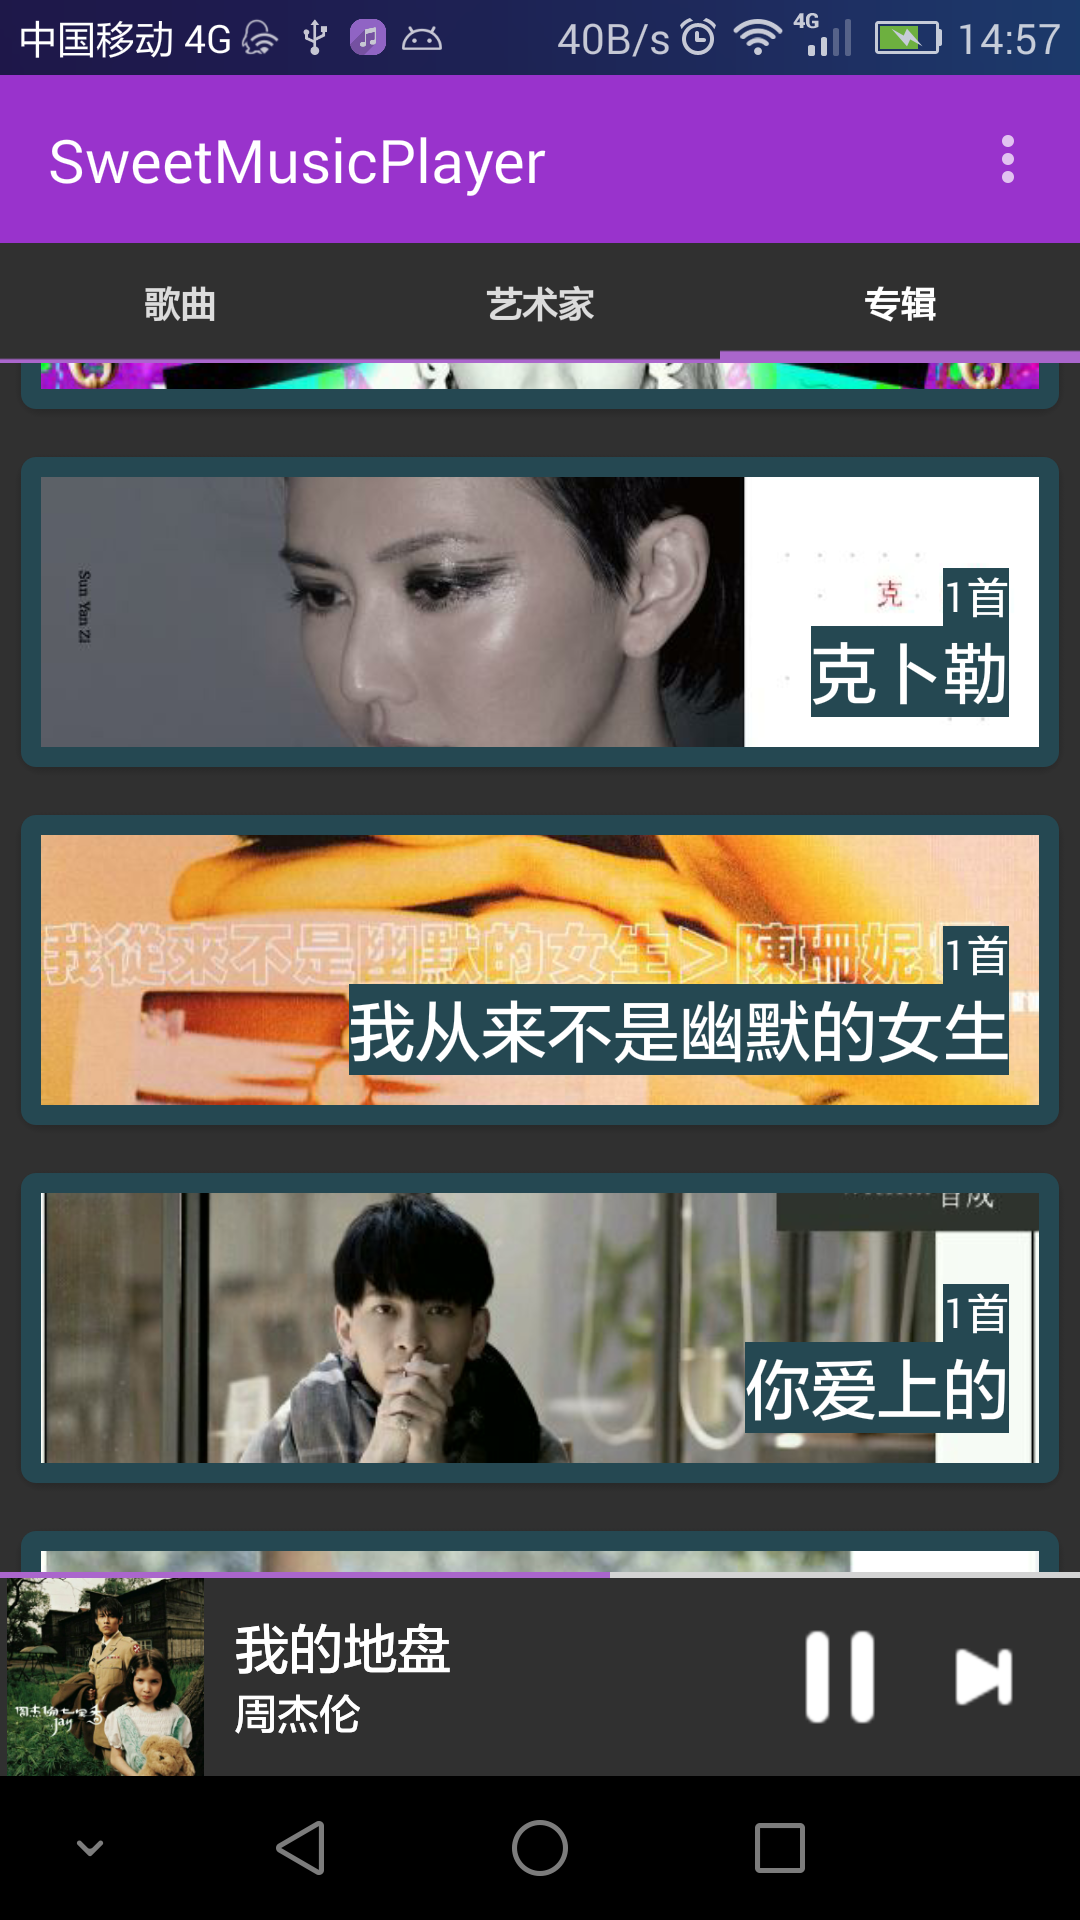 中国移动 4G 40B/s 4G 14:57
SweetMusicPlayer
歌曲 艺术家 专辑
Sun Yan Zi
克
1首
克卜勒
我從來不是幽默的女生>陳珊妮
1首
我从来不是幽默的女生
1首
你爱上的
我的地盘
周杰伦